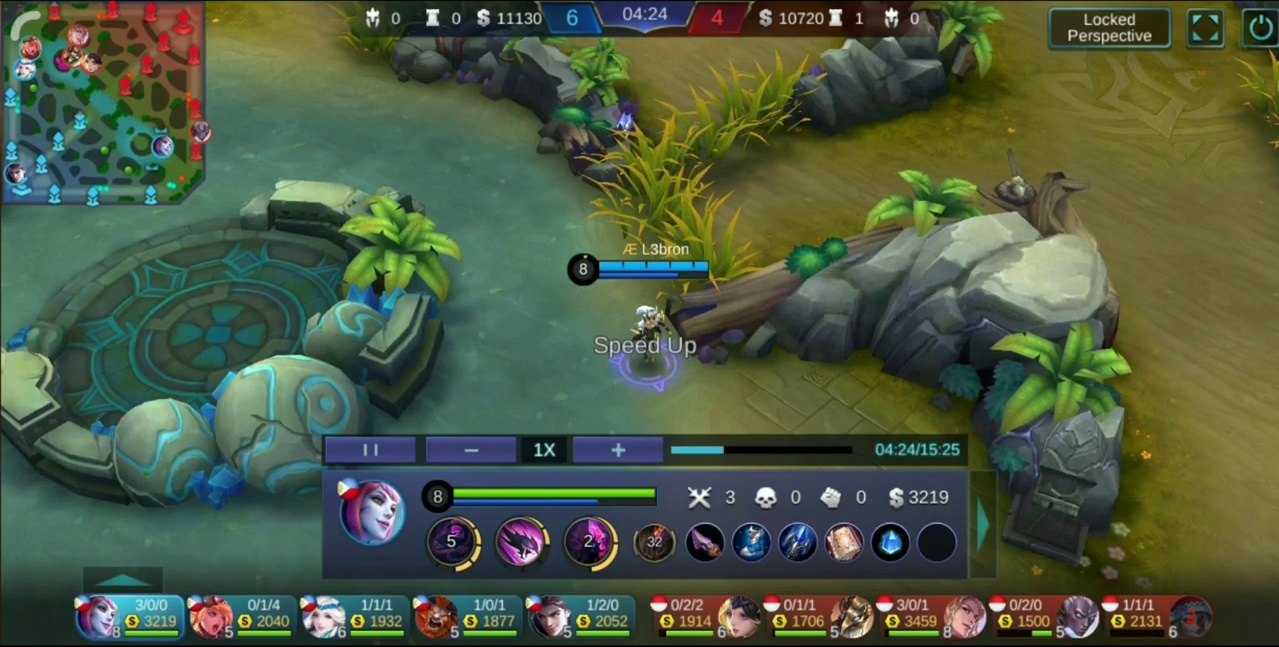 0 0 $ 11130 6 04:24 4 $ 10720 1 0
Locked
Perspective
Æ L3bron
8
Speed Up
1X
04:24/15:25
8
3 0 0 $ 3219
5
2
32
3/0/0
S 3219
8
0/1/4
S 2040
5
1/1/1
S 1932
6
1/0/1
S 1877
5
1/2/0
S 2052
5
0/2/2
S 1914
6
0/1/1
S 1706
5
3/0/1
S 3459
8
0/2/0
S 1500
5
1/1/1
S 2131
6